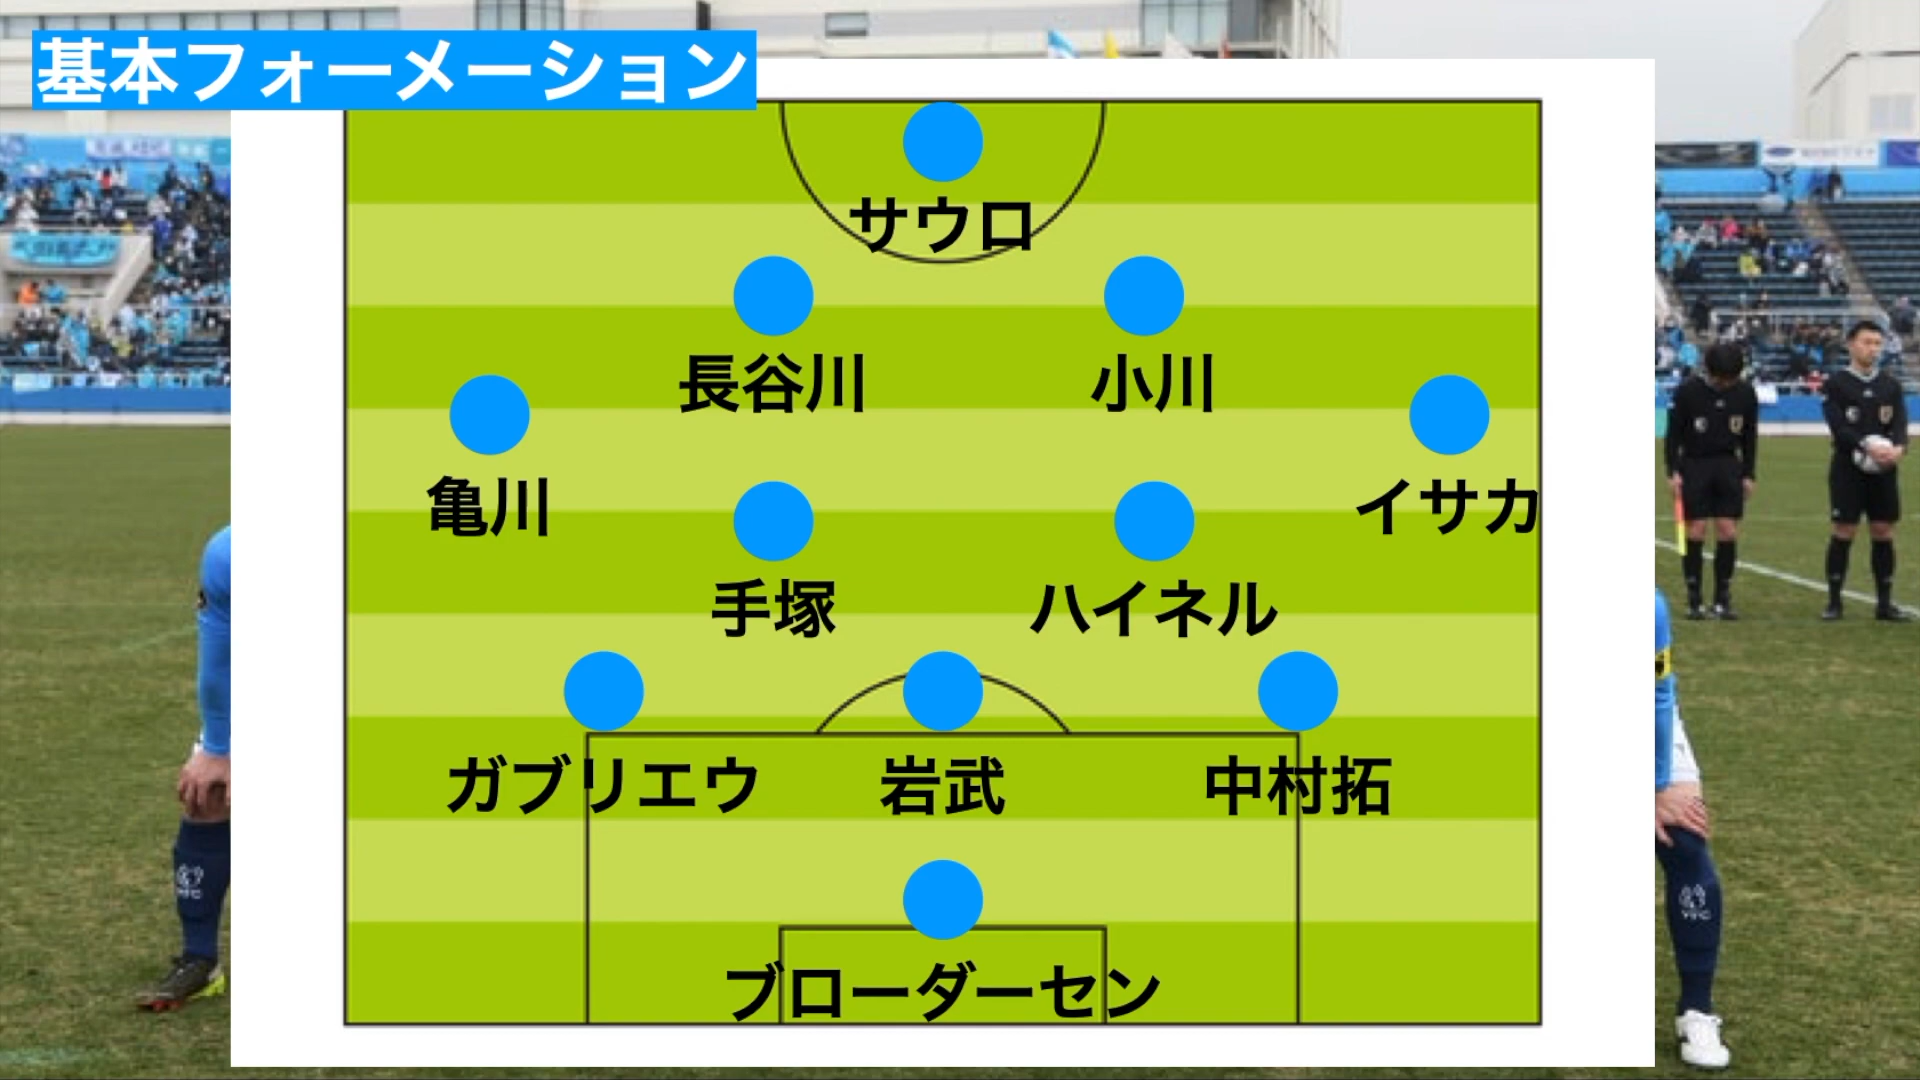 基本フォーメーション
サウロ
長谷川
小川
亀川
イサカ
手塚
ハイネル
ガブリエウ
岩武
中村拓
ブローダーセン